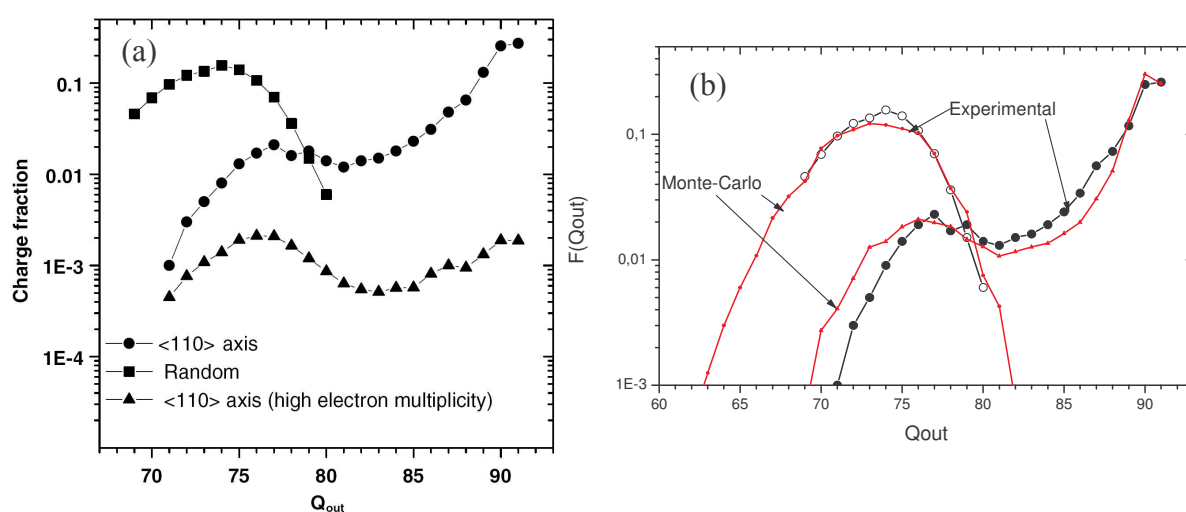 (a)
0.1
0.01
1E-3
1E-4
Charge fraction
<110> axis
Random
<110> axis (high electron multiplicity)
70 75 80 85 90
Qout
(b)
Experimental
Monte-Carlo
0,1
0,01
1E-3
F(Qout)
60 65 70 75 80 85 90
Qout